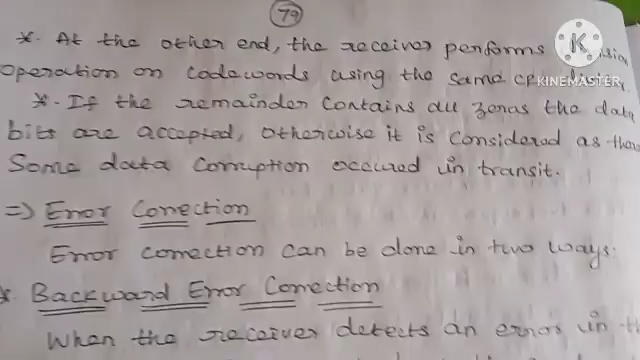 79
*. At the other end, the receiver performs
operation on codewords using the same
*. If the remainder contains all zeros the data
bits are accepted, otherwise it is considered as
Some data corruption occured in transit.
=> Error Correction
Error correction can be done in two ways.
* Backward Error Correction
When the receiver detects an error in
K
KINEMASTER